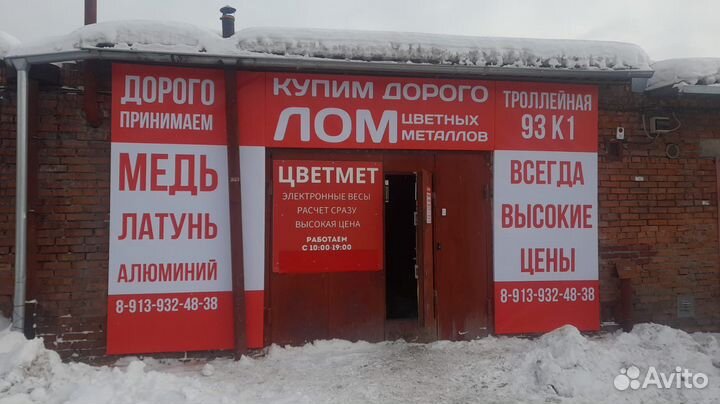 ДОРОГО
ПРИНИМАЕМ
МЕДЬ
ЛАТУНЬ
АЛЮМИНИЙ
8-913-932-48-38
КУПИМ ДОРОГО
ЛОМ ЦВЕТНЫХ
МЕТАЛЛОВ
ЦВЕТМЕТ
ЭЛЕКТРОННЫЕ ВЕСЫ
РАСЧЕТ СРАЗУ
ВЫСОКАЯ ЦЕНА
РАБОТАЕМ
С 10:00-19:00
ТРОЛЛЕЙНАЯ
93 К1
ВСЕГДА
ВЫСОКИЕ
ЦЕНЫ
8-913-932-48-38
Avito